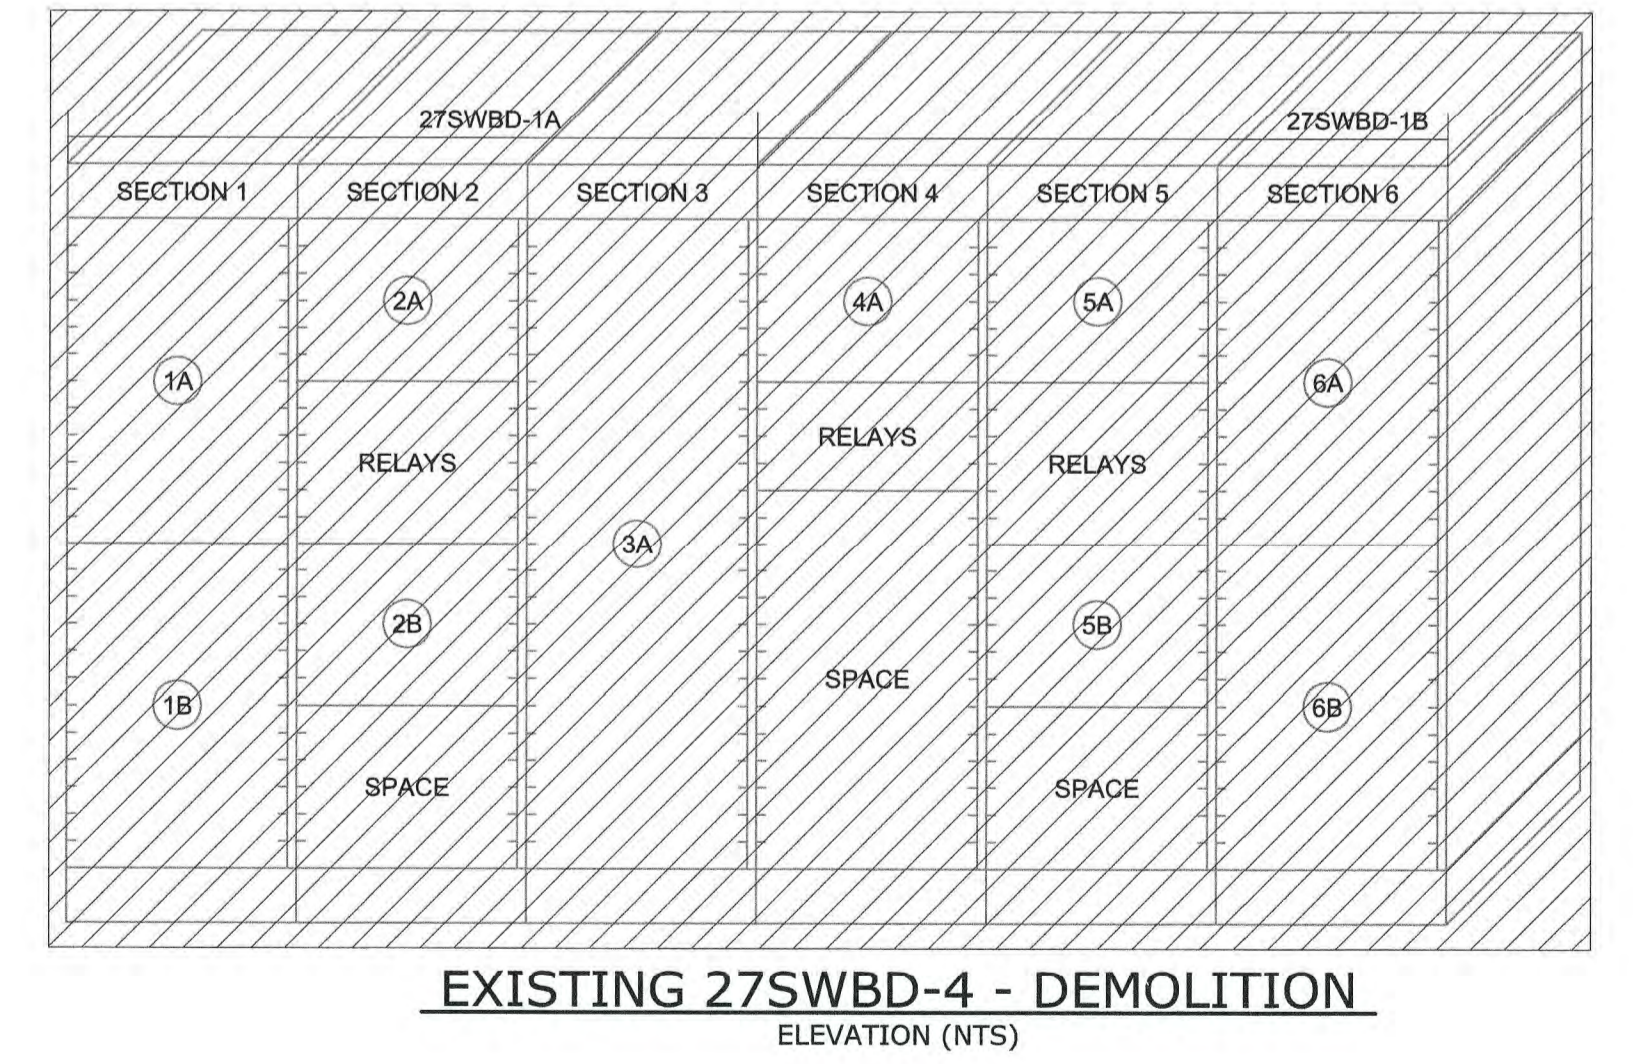 27SWBD-1A 27SWBD-1B
SECTION 1 SECTION 2 SECTION 3 SECTION 4 SECTION 5 SECTION 6
2A 4A 5A
1A 6A
RELAYS
RELAYS RELAYS
3A
2B 5B
SPACE
1B 6B
SPACE SPACE
EXISTING 27SWBD-4 - DEMOLITION
ELEVATION (NTS)